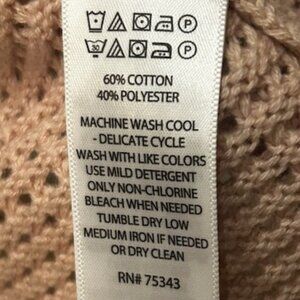 P
30 P
60% COTTON
40% POLYESTER
MACHINE WASH COOL
- DELICATE CYCLE
WASH WITH LIKE COLORS
USE MILD DETERGENT
ONLY NON-CHLORINE
BLEACH WHEN NEEDED
TUMBLE DRY LOW
MEDIUM IRON IF NEEDED
OR DRY CLEAN
RN# 75343